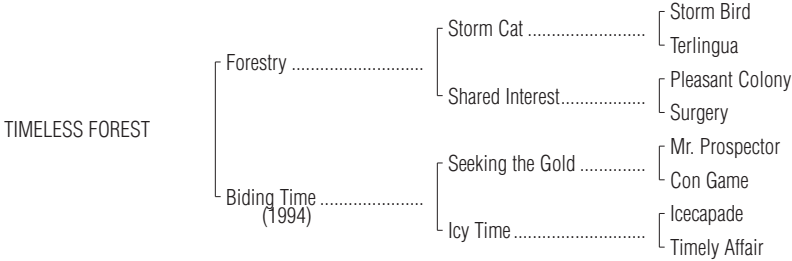 Storm Bird
Storm Cat ........................
Terlingua
Forestry ...........................
Pleasant Colony
Shared Interest..................
Surgery
TIMELESS FOREST
Mr. Prospector
Seeking the Gold ..............
Con Game
Biding Time ......................
(1994)
Icecapade
Icy Time ...........................
Timely Affair